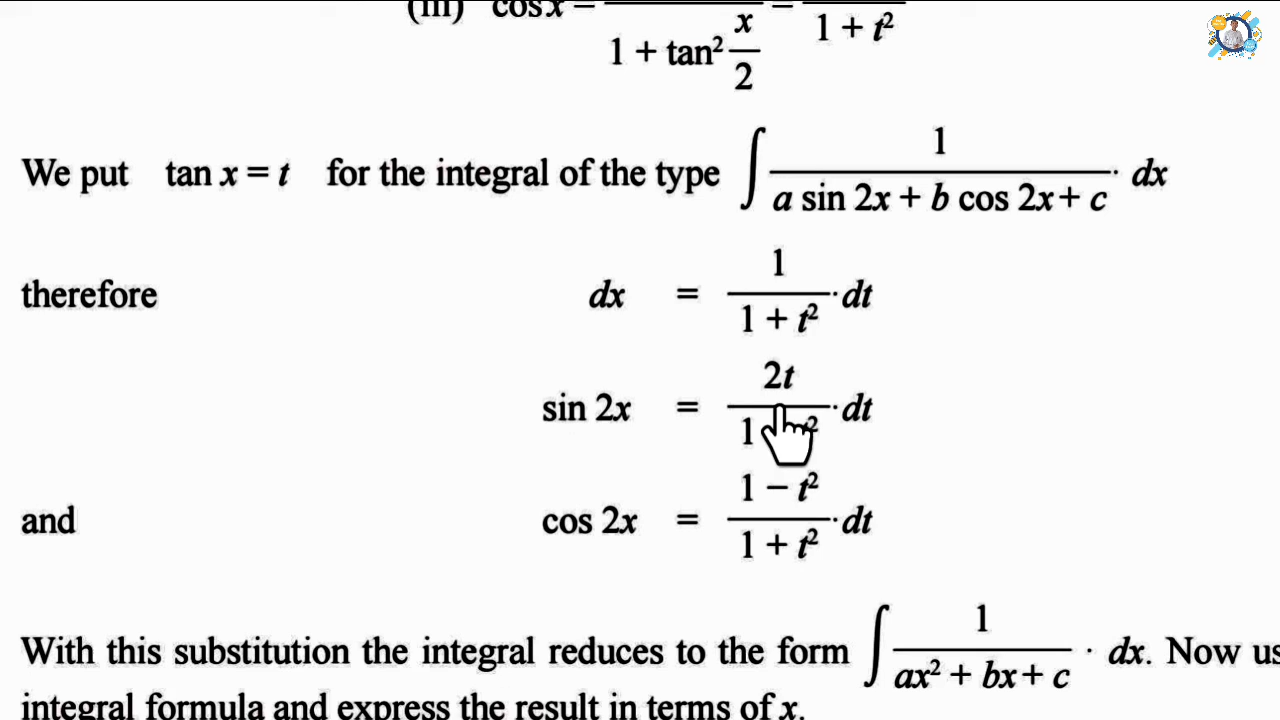 (iii) cos x = = 
1 + tan² x/2 1 + t²
We put tan x = t for the integral of the type ∫ 1/(a sin 2x + b cos 2x + c) · dx
therefore dx = 1/(1 + t²) · dt
sin 2x = 2t/(1 t²) · dt
and cos 2x = (1 − t²)/(1 + t²) · dt
With this substitution the integral reduces to the form ∫ 1/(ax² + bx + c) · dx. Now us
integral formula and express the result in terms of x.